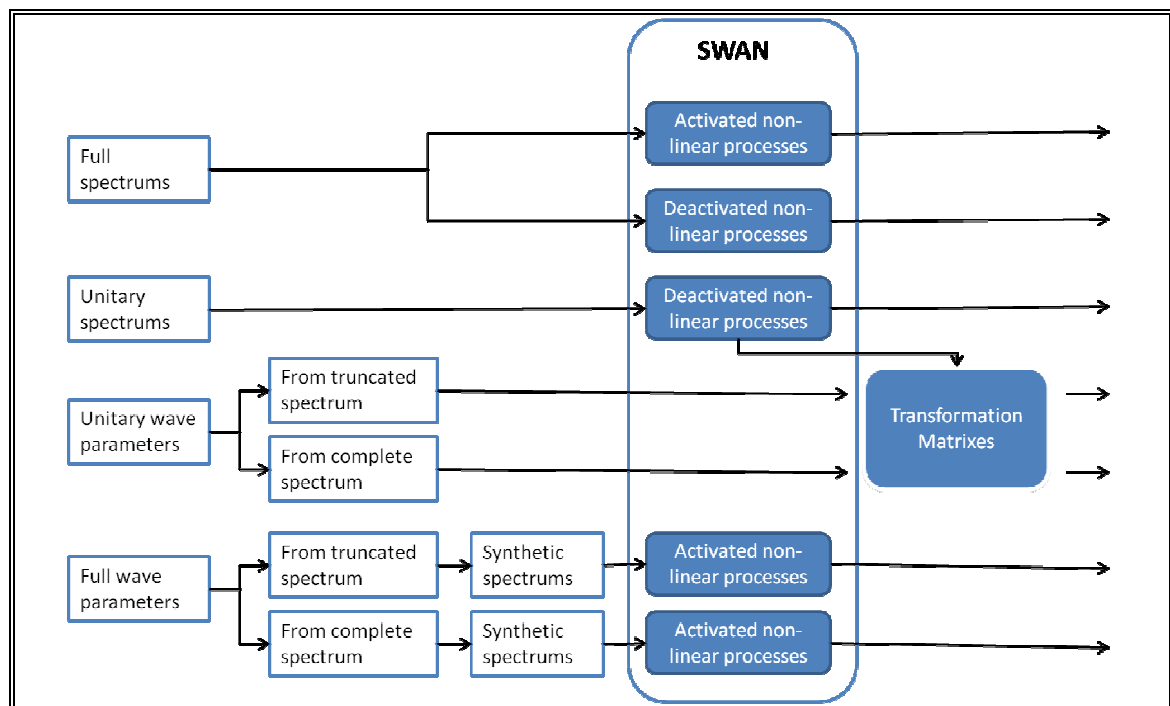 SWAN
Full
spectrums
Activated non-
linear processes
Deactivated non-
linear processes
Unitary
spectrums
Deactivated non-
linear processes
Unitary wave
parameters
From truncated
spectrum
From complete
spectrum
Transformation
Matrixes
Full wave
parameters
From truncated
spectrum
Synthetic
spectrums
Activated non-
linear processes
From complete
spectrum
Synthetic
spectrums
Activated non-
linear processes